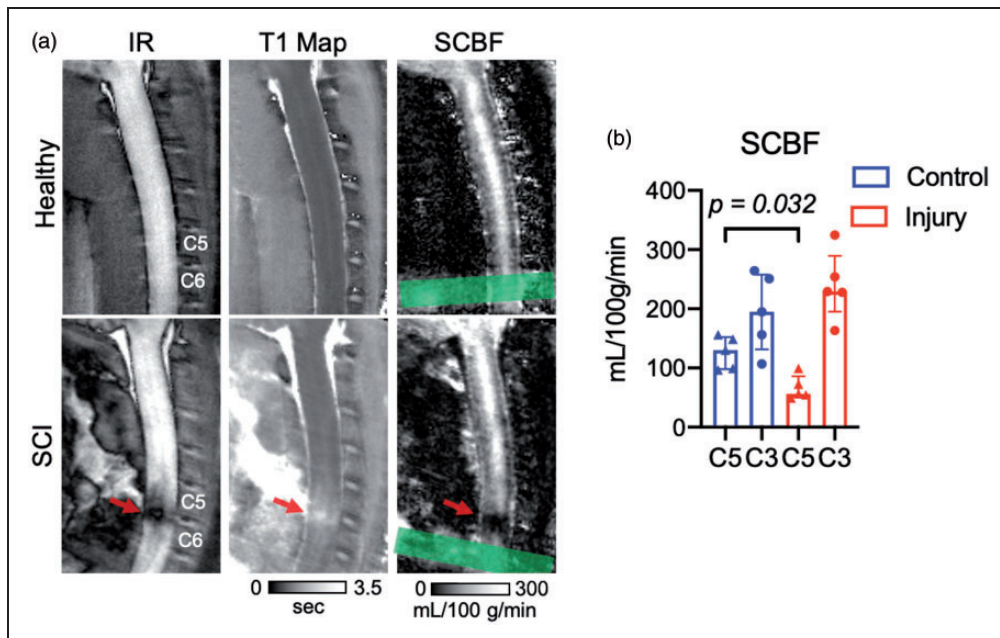 (a)
IR T1 Map SCBF
Healthy
C5
C6
SCI
C5
C6
0 3.5
sec
0 300
mL/100 g/min
(b)
SCBF
Control
Injury
p = 0.032
mL/100g/min
400
300
200
100
0
C5 C3 C5 C3